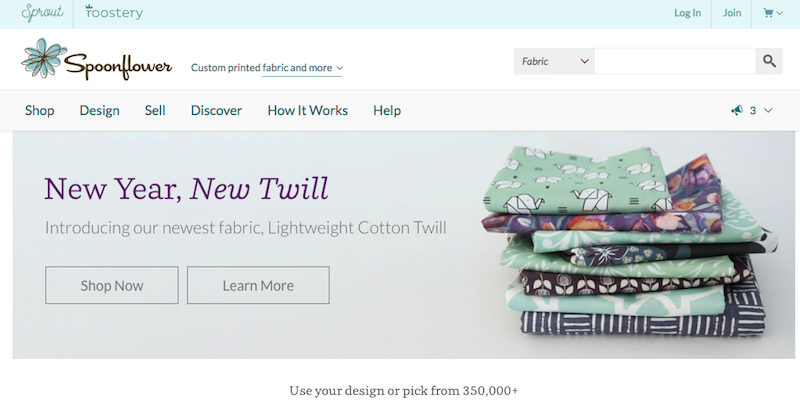 Sprout roostery Log In Join
Spoonflower Custom printed fabric and more Fabric
Shop Design Sell Discover How It Works Help 3
New Year, New Twill
Introducing our newest fabric, Lightweight Cotton Twill
Shop Now Learn More
Use your design or pick from 350,000+